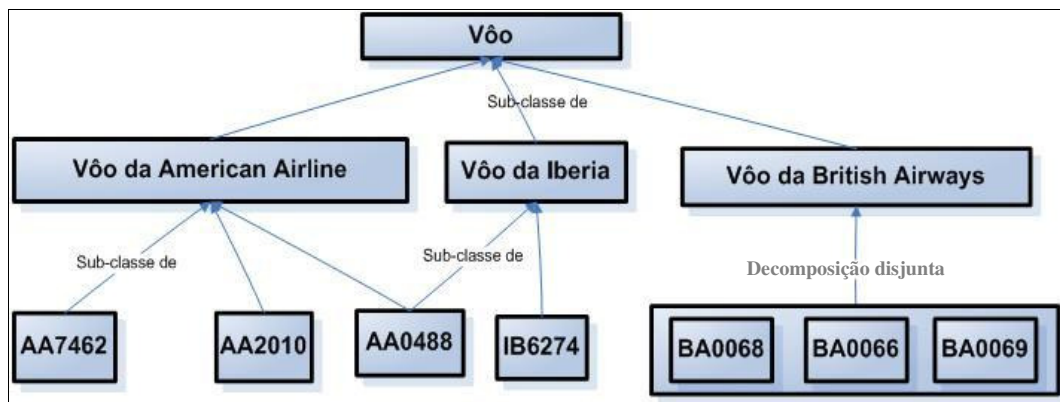 Vôo
Sub-classe de
Vôo da American Airline
Vôo da Iberia
Vôo da British Airways
Sub-classe de
Sub-classe de
Decomposição disjunta
AA7462
AA2010
AA0488
IB6274
BA0068
BA0066
BA0069